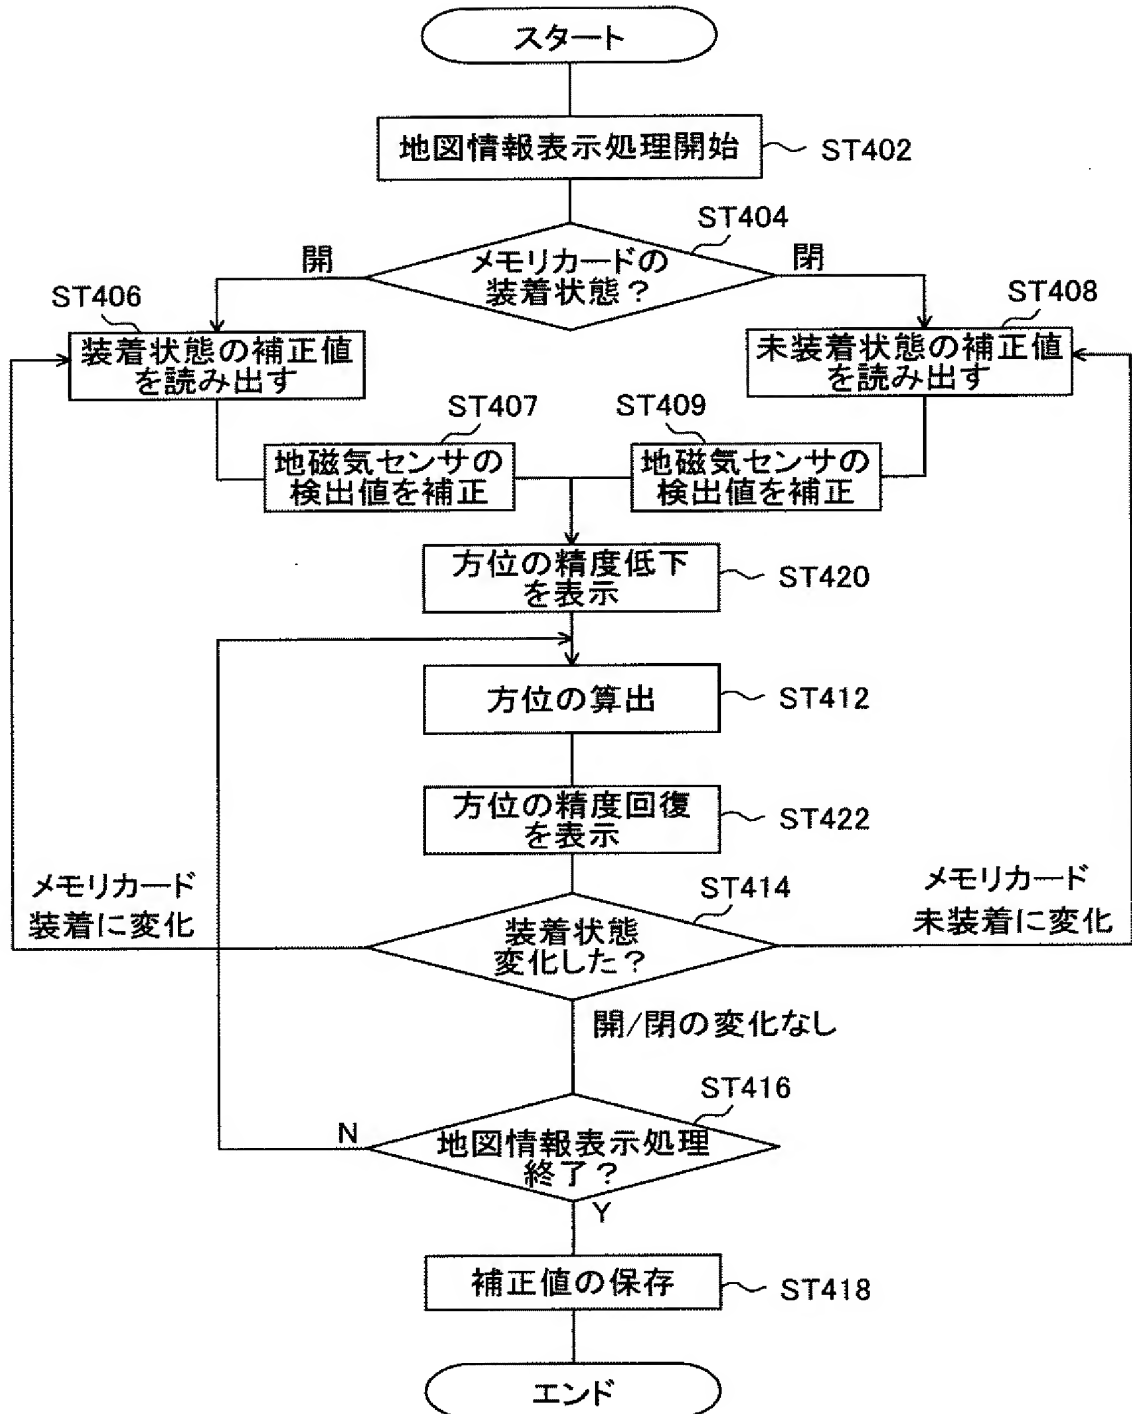 スタート
地図情報表示処理開始
ST402
ST404
メモリカードの
装着状態？
開
閉
ST406
装着状態の補正値
を読み出す
ST408
未装着状態の補正値
を読み出す
ST407
地磁気センサの
検出値を補正
ST409
地磁気センサの
検出値を補正
方位の精度低下
を表示
ST420
方位の算出
ST412
方位の精度回復
を表示
ST422
メモリカード
装着に変化
ST414
装着状態
変化した？
メモリカード
未装着に変化
開/閉の変化なし
ST416
N
地図情報表示処理
終了？
Y
補正値の保存
ST418
エンド